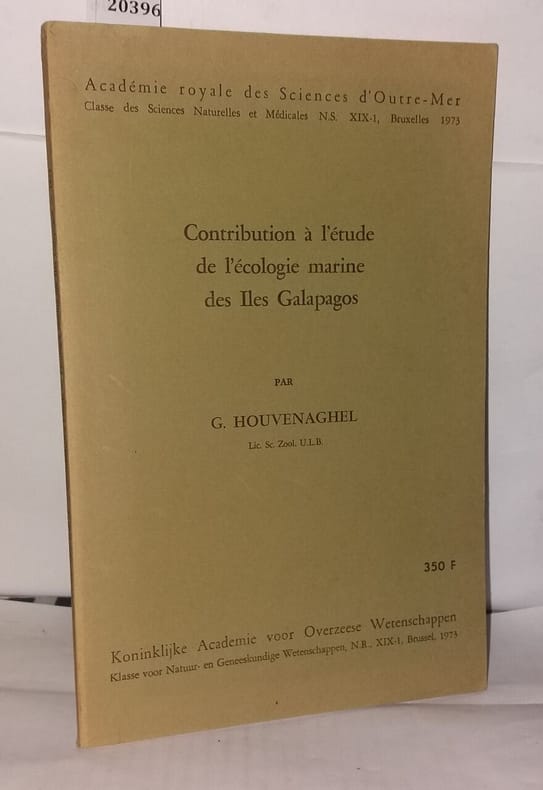 20396
Académie royale des Sciences d'Outre-Mer
Classe des Sciences Naturelles et Médicales N.S. XIX-1, Bruxelles 1973
Contribution à l'étude
de l'écologie marine
des Iles Galapagos
PAR
G. HOUVENAGHEL
Lic. Sc. Zool. U.L.B.
350 F
Koninklijke Academie voor Overzeese Wetenschappen
Klasse voor Natuur- en Geneeskundige Wetenschappen, N.R., XIX-1, Brussel, 1973